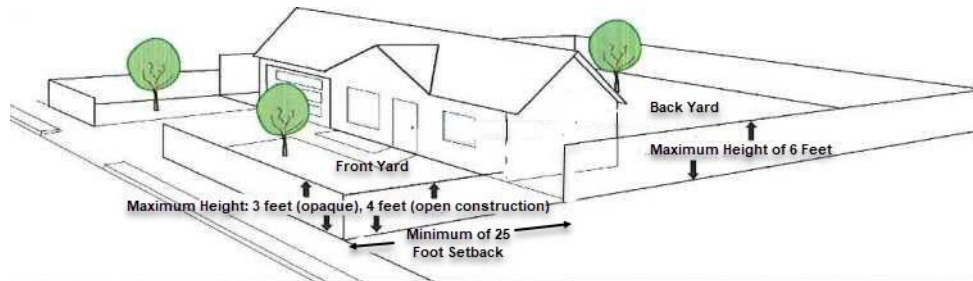 Back Yard
Maximum Height of 6 Feet
Front Yard
Maximum Height: 3 feet (opaque), 4 feet (open construction)
Minimum of 25
Foot Setback